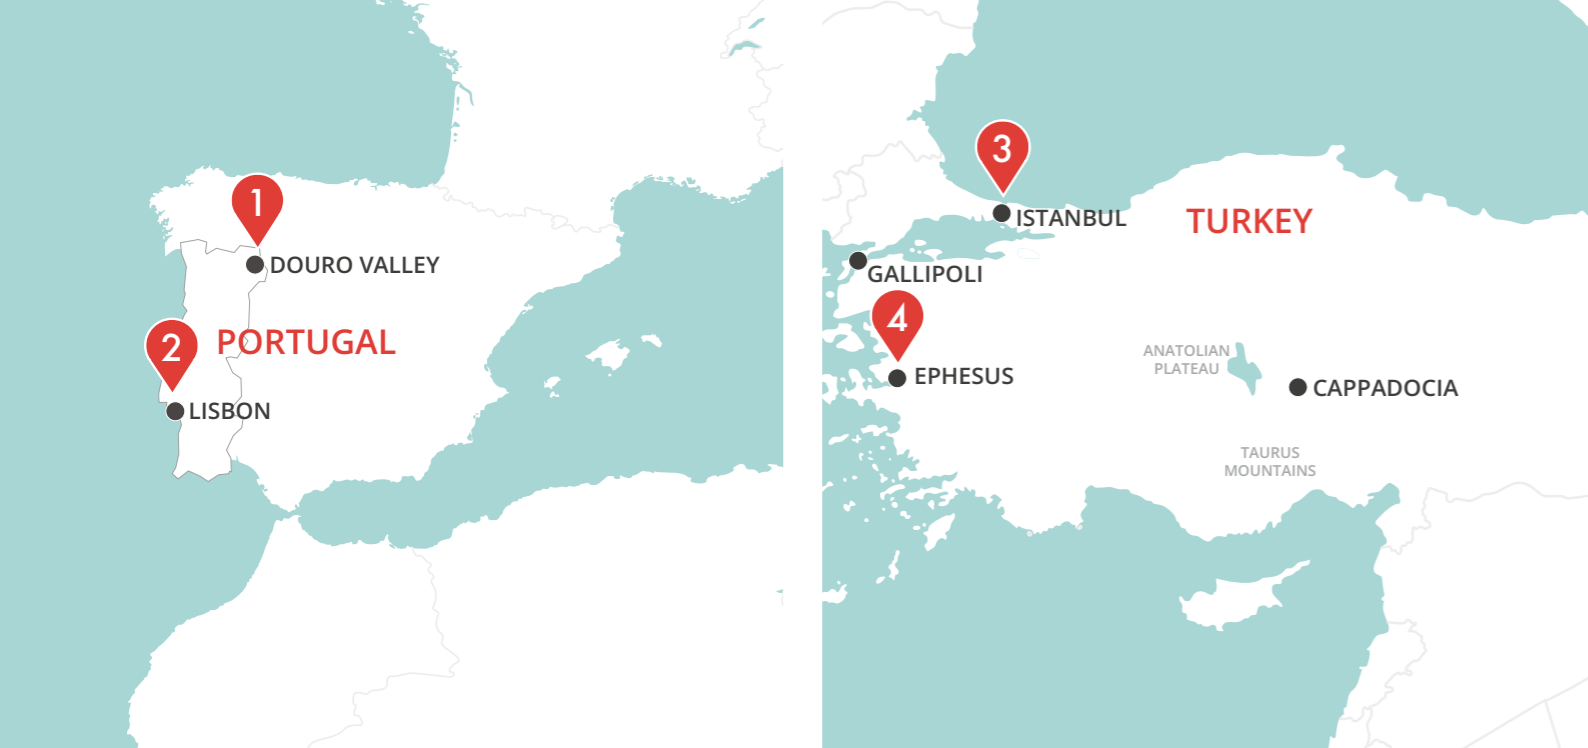 1
DOURO VALLEY
2
PORTUGAL
LISBON
3
ISTANBUL
TURKEY
GALLIPOLI
4
EPHESUS
ANATOLIAN
PLATEAU
CAPPADOCIA
TAURUS
MOUNTAINS